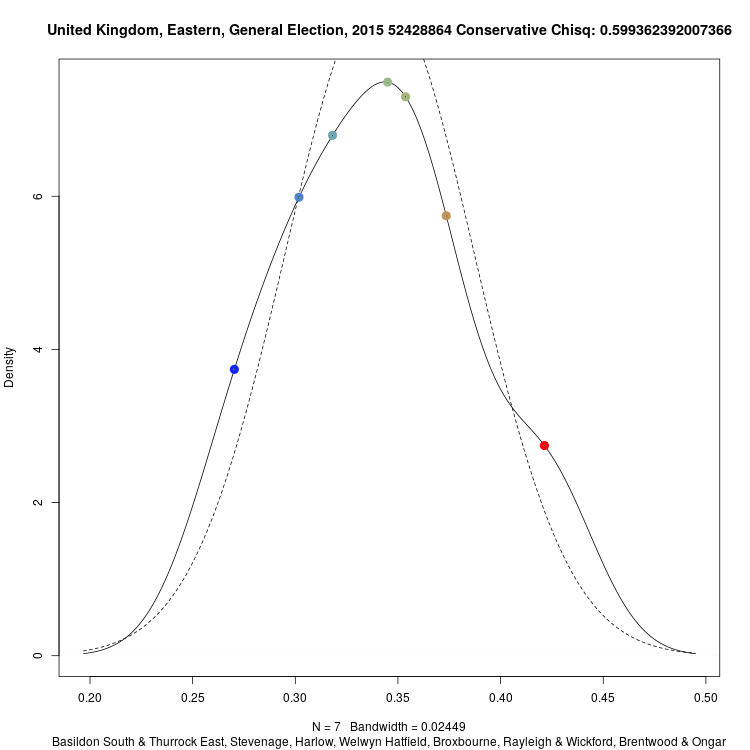 United Kingdom, Eastern, General Election, 2015 52428864 Conservative Chisq: 0.599362392007366
Density
6
4
2
0
0.20 0.25 0.30 0.35 0.40 0.45 0.50
N = 7 Bandwidth = 0.02449
Basildon South & Thurrock East, Stevenage, Harlow, Welwyn Hatfield, Broxbourne, Rayleigh & Wickford, Brentwood & Ongar